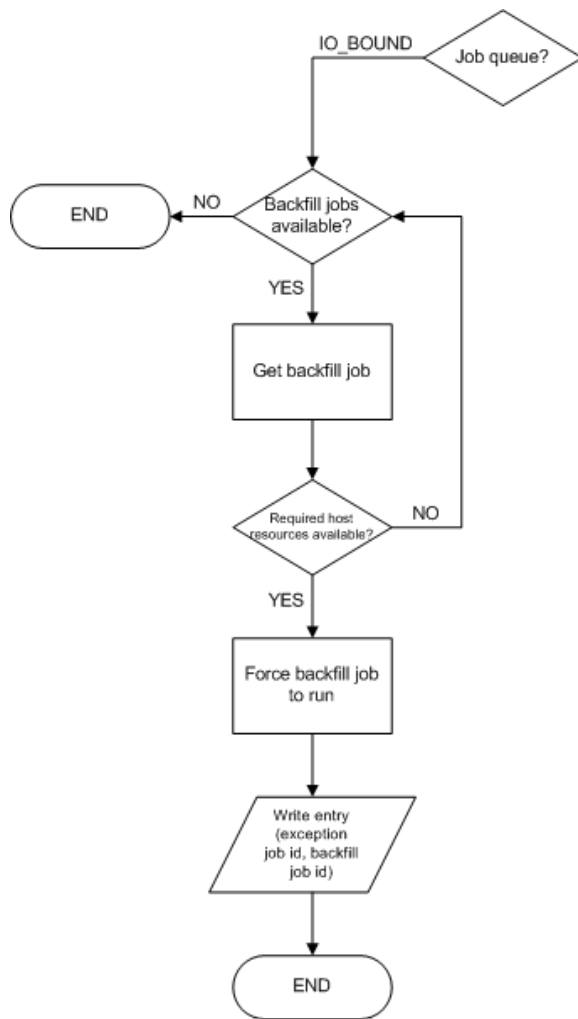 IO_BOUND
Job queue?
END
NO
Backfill jobs
available?
YES
Get backfill job
Required host
resources available?
NO
YES
Force backfill job
to run
Write entry
(exception
job id, backfill
job id)
END